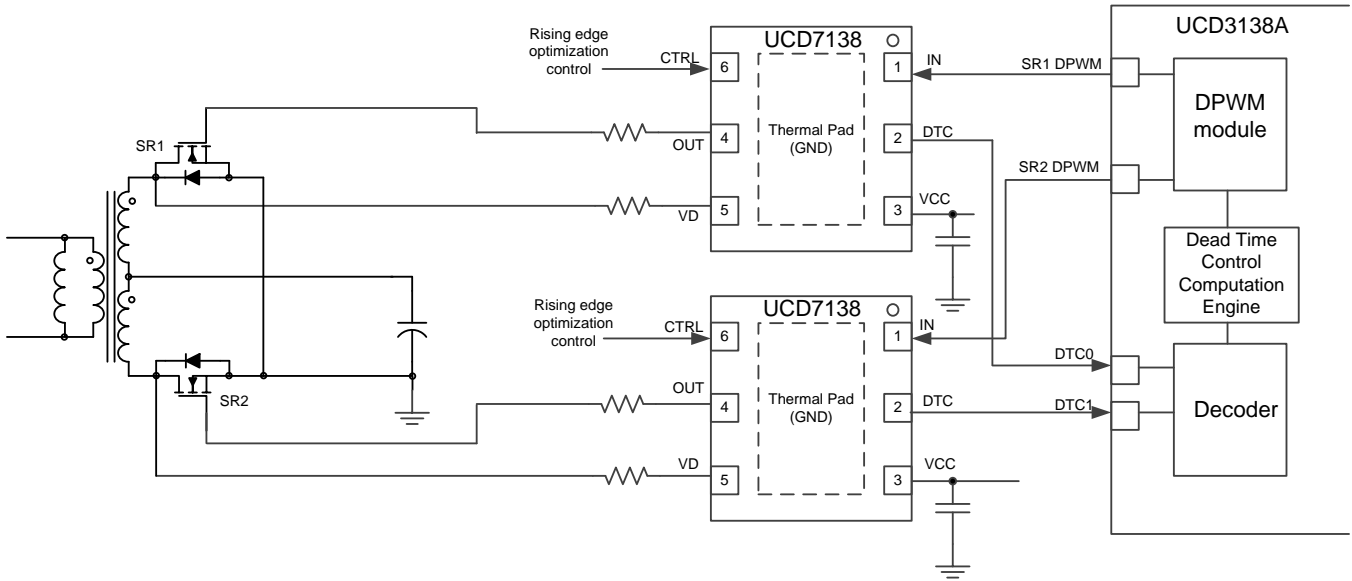 UCD3138A
Rising edge
optimization
control
CTRL
UCD7138
6
1
IN
SR1 DPWM
DPWM
module
SR1
OUT
4
Thermal Pad
(GND)
2
DTC
SR2 DPWM
VD
5
3
VCC
Dead Time
Control
Computation
Engine
Rising edge
optimization
control
CTRL
UCD7138
6
1
IN
DTC0
SR2
OUT
4
Thermal Pad
(GND)
2
DTC
DTC1
Decoder
VD
5
3
VCC